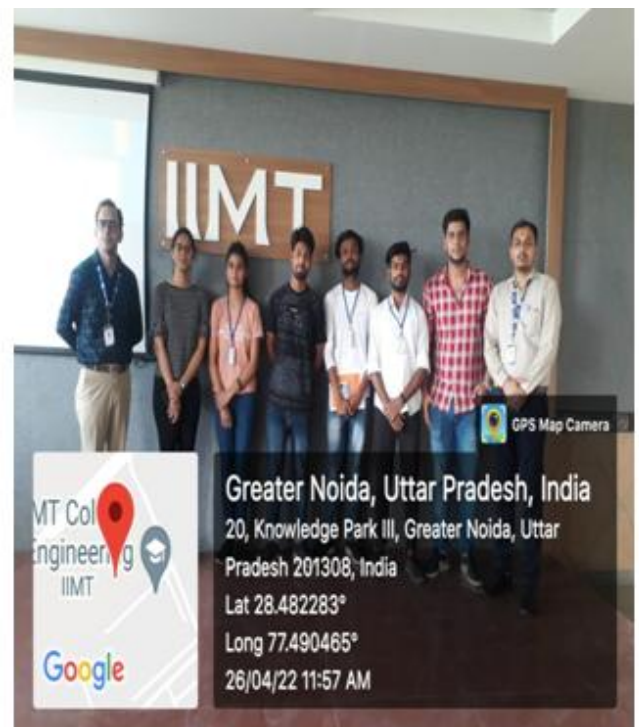 IIMT
GPS Map Camera
MT Col
ngineering
IIMT
Google
Greater Noida, Uttar Pradesh, India
20, Knowledge Park III, Greater Noida, Uttar
Pradesh 201308, India
Lat 28.482283°
Long 77.490465°
26/04/22 11:57 AM